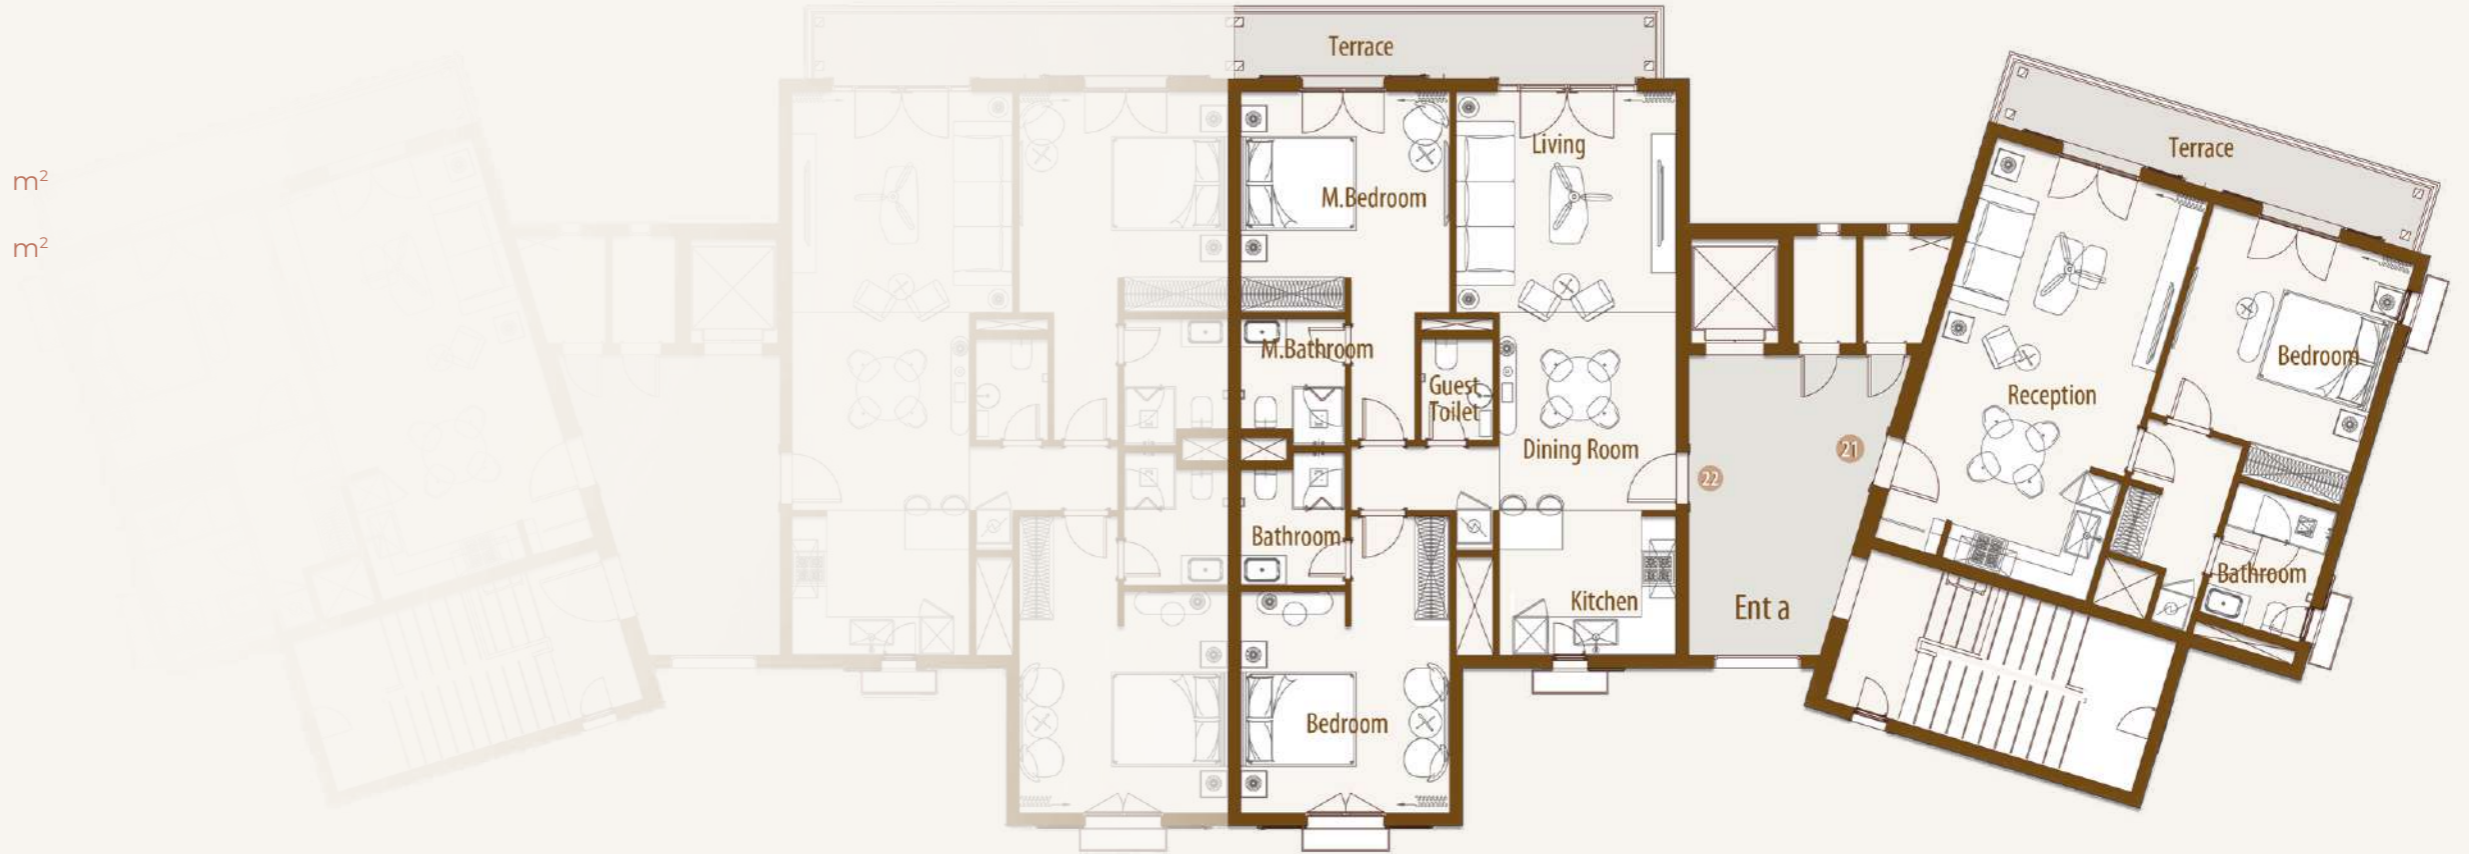 m²
m²
Terrace
Living
M.Bedroom
M.Bathroom
Guest
Toilet
Dining Room
Bathroom
Kitchen
Bedroom
22
21
Ent a
Terrace
Bedroom
Reception
Bathroom